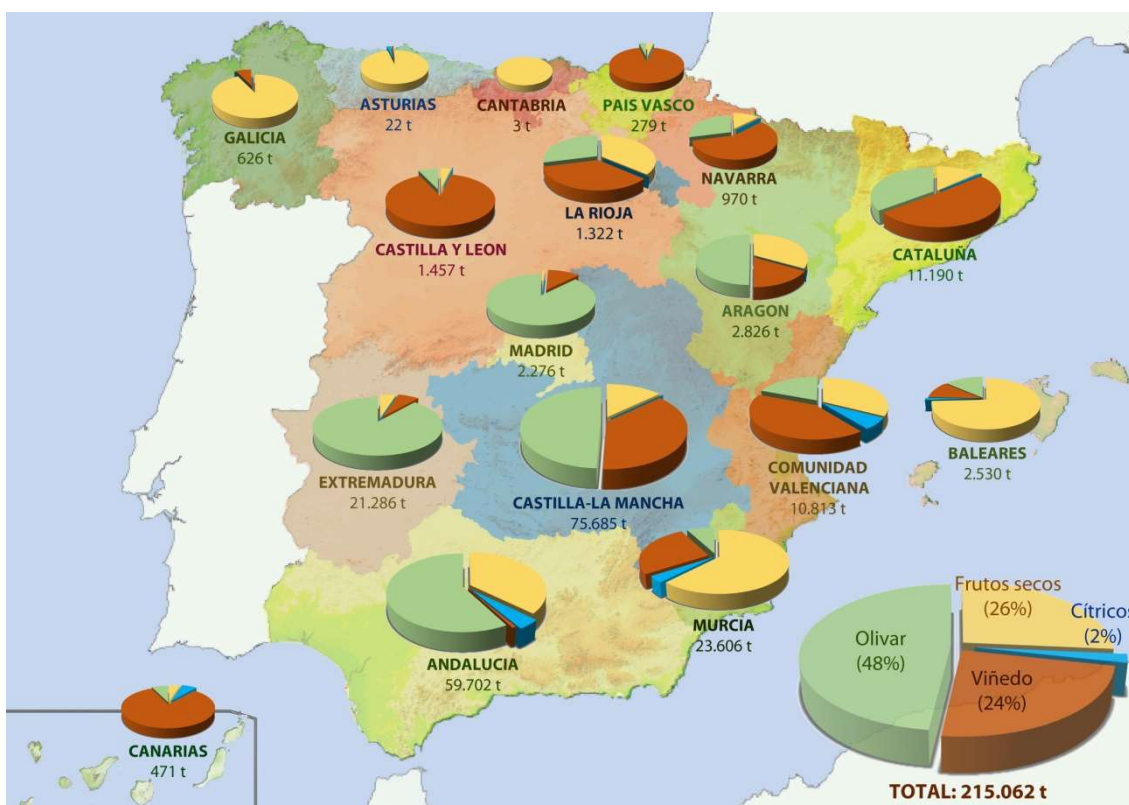 GALICIA
626 t
ASTURIAS
22 t
CANTABRIA
3 t
PAIS VASCO
279 t
NAVARRA
970 t
LA RIOJA
1.322 t
CASTILLA Y LEON
1.457 t
CATALUÑA
11.190 t
ARAGON
2.826 t
MADRID
2.276 t
EXTREMADURA
21.286 t
CASTILLA-LA MANCHA
75.685 t
COMUNIDAD
VALENCIANA
10.813 t
BALEARES
2.530 t
ANDALUCIA
59.702 t
MURCIA
23.606 t
CANARIAS
471 t
Frutos secos
(26%)
Cítricos
(2%)
Olivar
(48%)
Viñedo
(24%)
TOTAL: 215.062 t